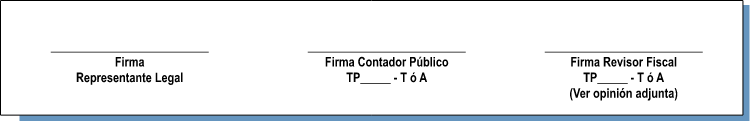 Firma
Representante Legal
Firma Contador Público
TP_____ - T ó A
Firma Revisor Fiscal
TP_____ - T ó A
(Ver opinión adjunta)